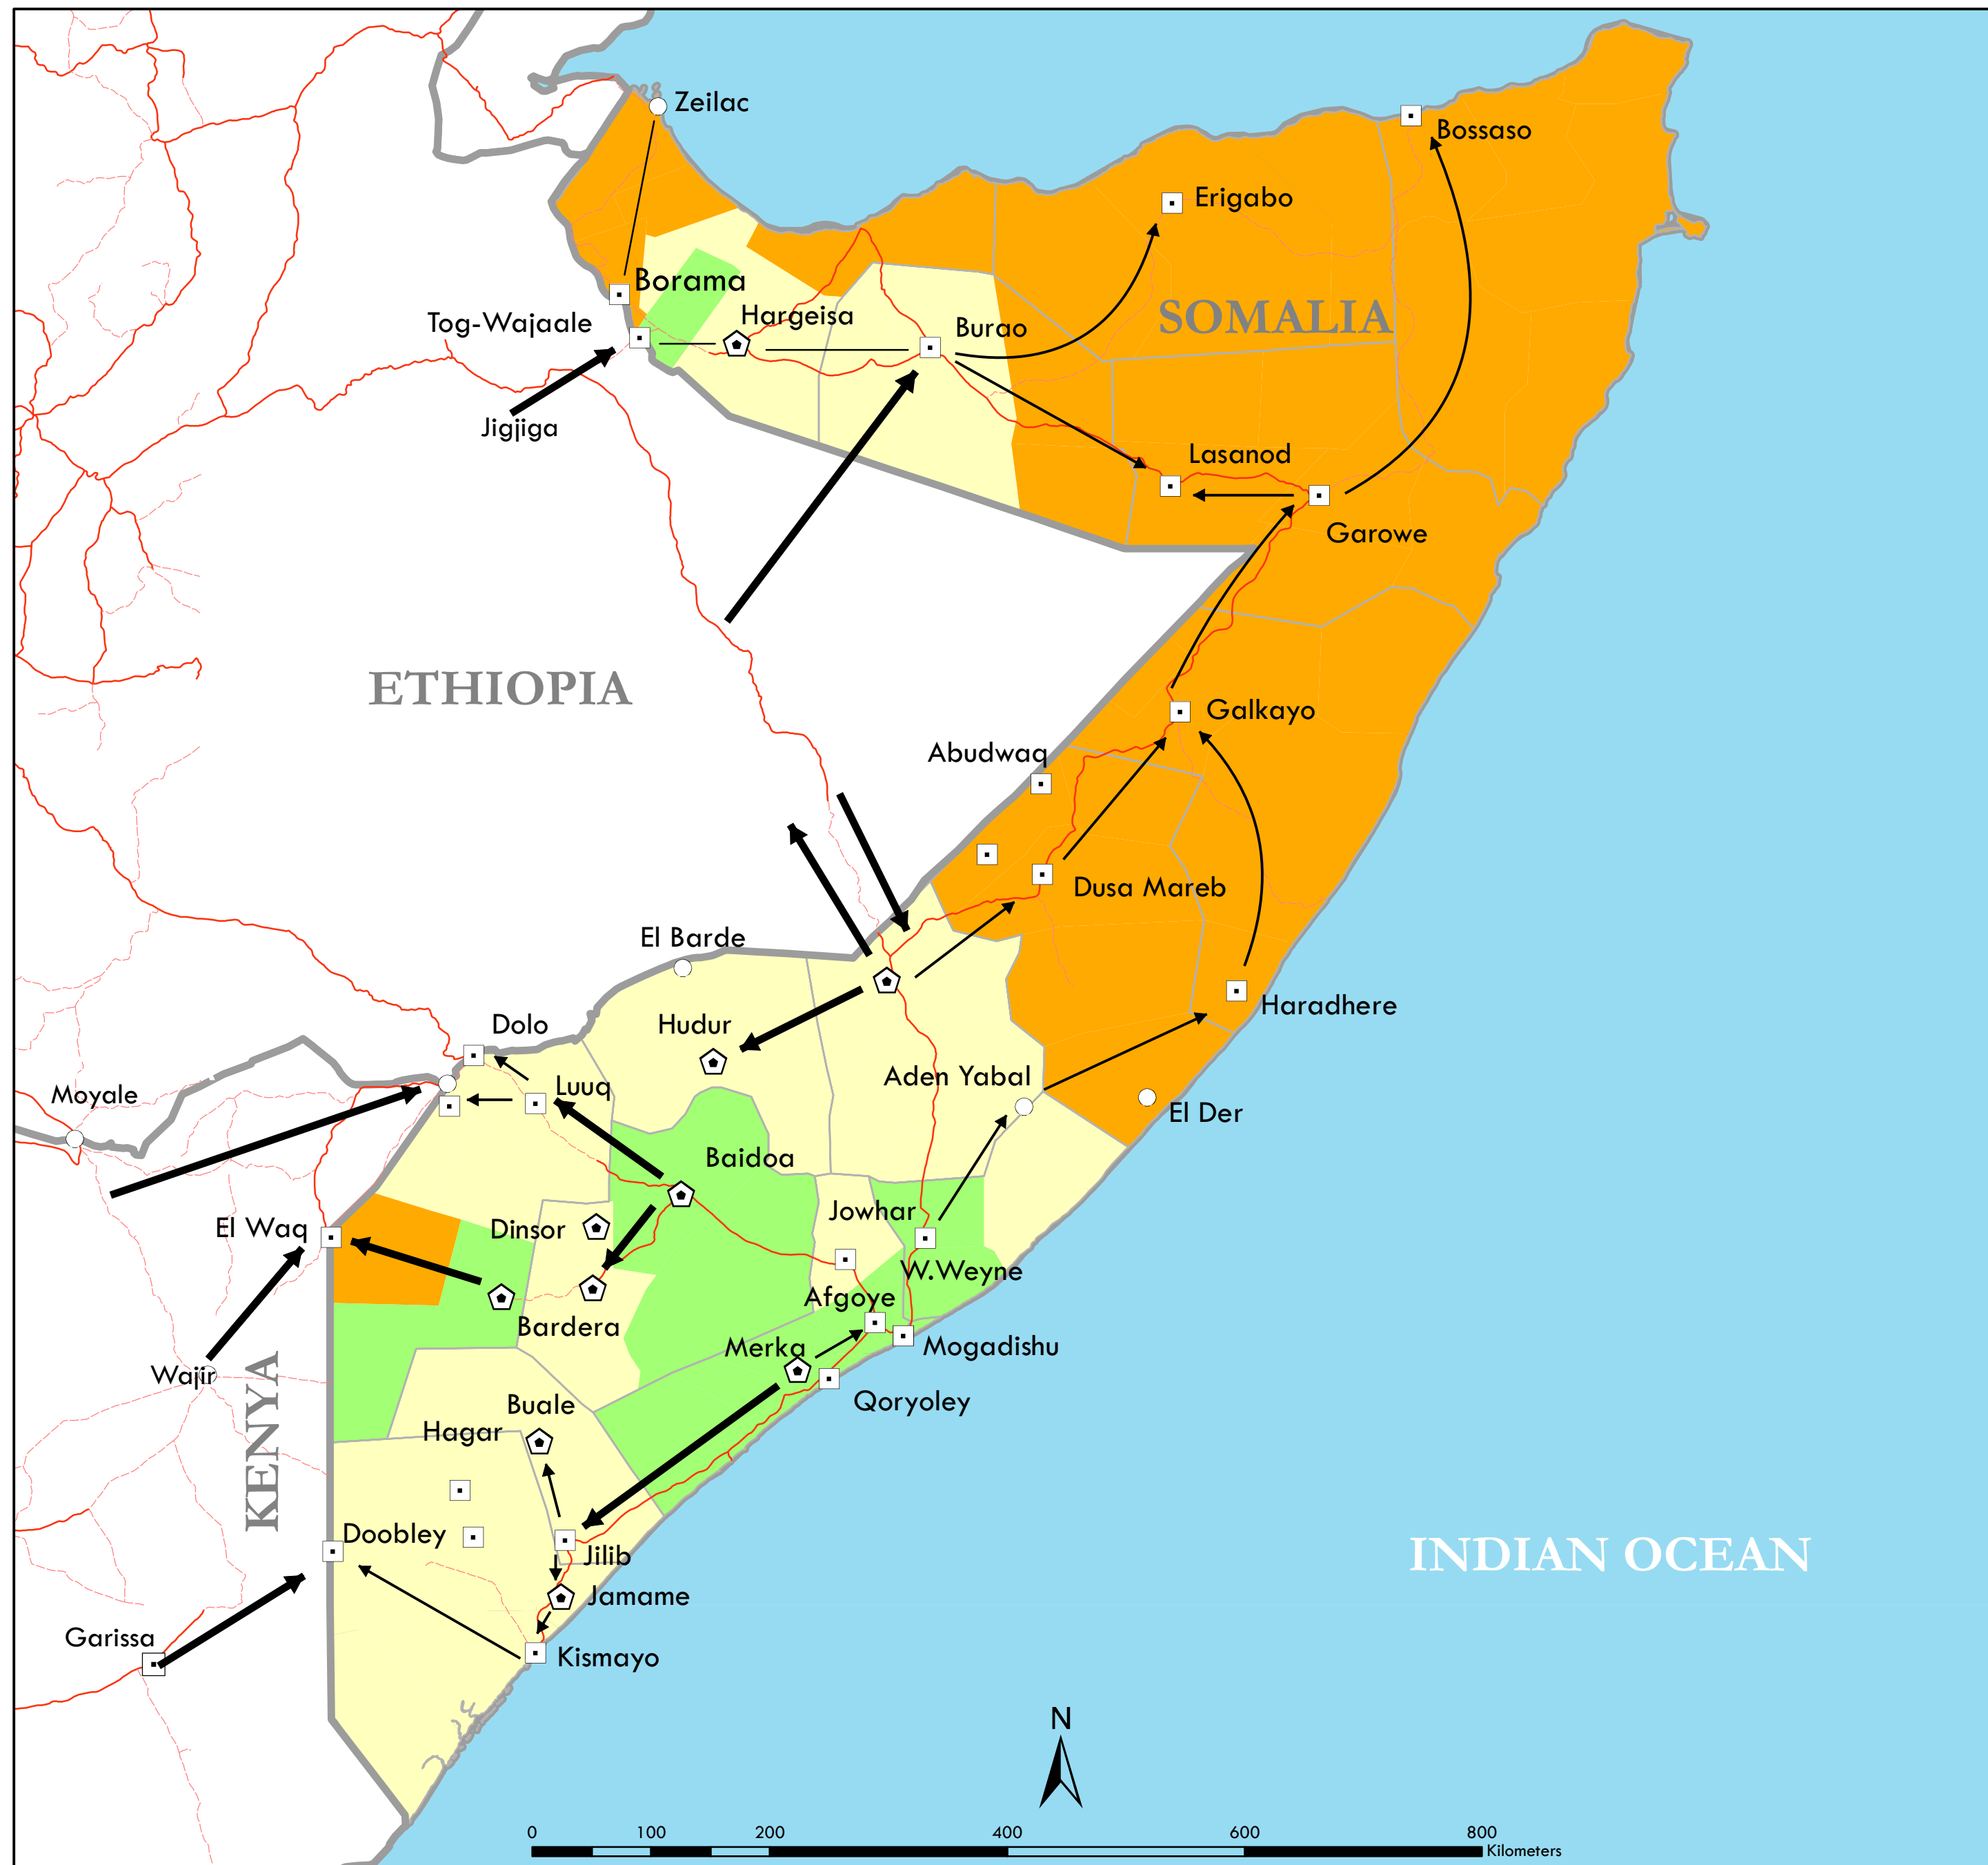 Zeilac
Bossaso
Erigabo
Borama
SOMALIA
Tog-Wajaale
Hargeisa
Burao
Jigjiga
Lasanod
Garowe
ETHIOPIA
Galkayo
Abudwaq
Dusa Mareb
El Barde
Haradhere
Dolo
Hudur
Aden Yabal
Luuq
Moyale
El Der
Baidoa
Jowhar
El Waq
Dinsor
W.Weyne
Afgoye
Bardera
Merka
Mogadishu
Wajir
KENYA
Qoryoley
Buale
Hagar
Doobley
Jilib
INDIAN OCEAN
Jamame
Garissa
Kismayo
N
0 100 200 400 600 800
Kilometers